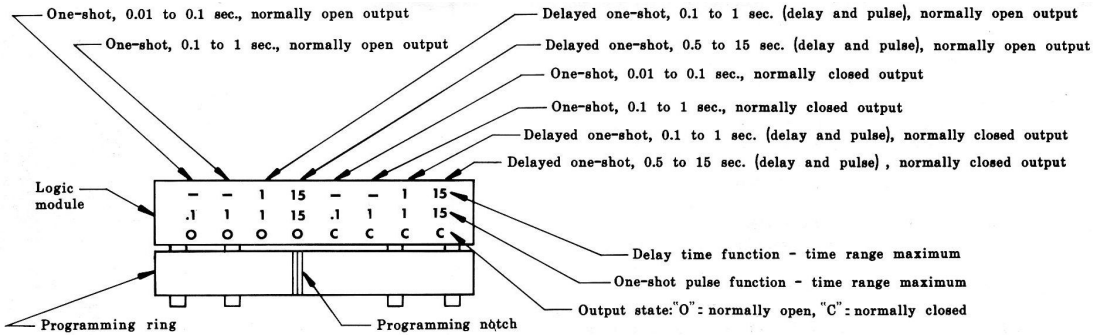 One-shot, 0.01 to 0.1 sec., normally open output
One-shot, 0.1 to 1 sec., normally open output
Delayed one-shot, 0.1 to 1 sec. (delay and pulse), normally open output
Delayed one-shot, 0.5 to 15 sec. (delay and pulse), normally open output
One-shot, 0.01 to 0.1 sec., normally closed output
One-shot, 0.1 to 1 sec., normally closed output
Delayed one-shot, 0.1 to 1 sec. (delay and pulse), normally closed output
Delayed one-shot, 0.5 to 15 sec. (delay and pulse) , normally closed output
Logic
module
– – 1 15 – – 1 15
.1 1 1 15 .1 1 1 15
O O O O C C C C
Delay time function - time range maximum
One-shot pulse function - time range maximum
Output state: "O" = normally open, "C" = normally closed
Programming ring
Programming notch